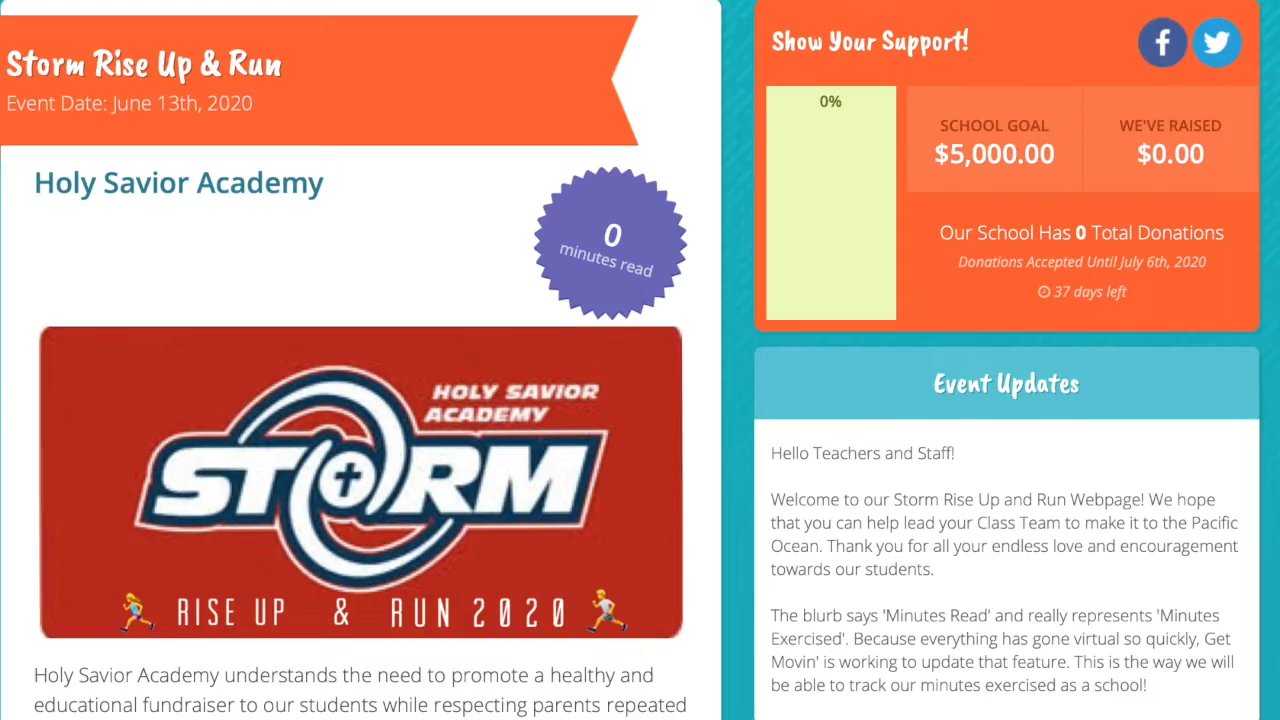 Storm Rise Up & Run
Event Date: June 13th, 2020
Holy Savior Academy
0
minutes read
HOLY SAVIOR
ACADEMY
STORM
RISE UP & RUN 2020
Holy Savior Academy understands the need to promote a healthy and
educational fundraiser to our students while respecting parents repeated
Show Your Support!
0%
SCHOOL GOAL
$5,000.00
WE'VE RAISED
$0.00
Our School Has 0 Total Donations
Donations Accepted Until July 6th, 2020
37 days left
Event Updates
Hello Teachers and Staff!
Welcome to our Storm Rise Up and Run Webpage! We hope
that you can help lead your Class Team to make it to the Pacific
Ocean. Thank you for all your endless love and encouragement
towards our students.
The blurb says 'Minutes Read' and really represents 'Minutes
Exercised'. Because everything has gone virtual so quickly, Get
Movin' is working to update that feature. This is the way we will
be able to track our minutes exercised as a school!